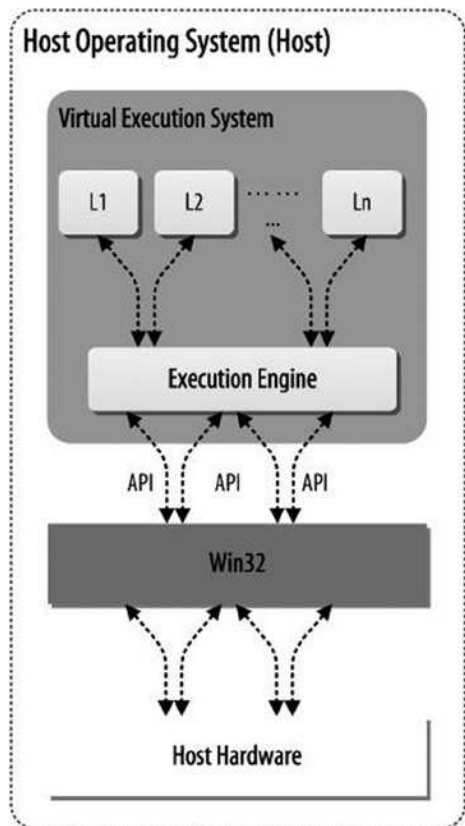 Host Operating System (Host)
Virtual Execution System
L1 L2 ... ... Ln
...
Execution Engine
API API API
Win32
Host Hardware